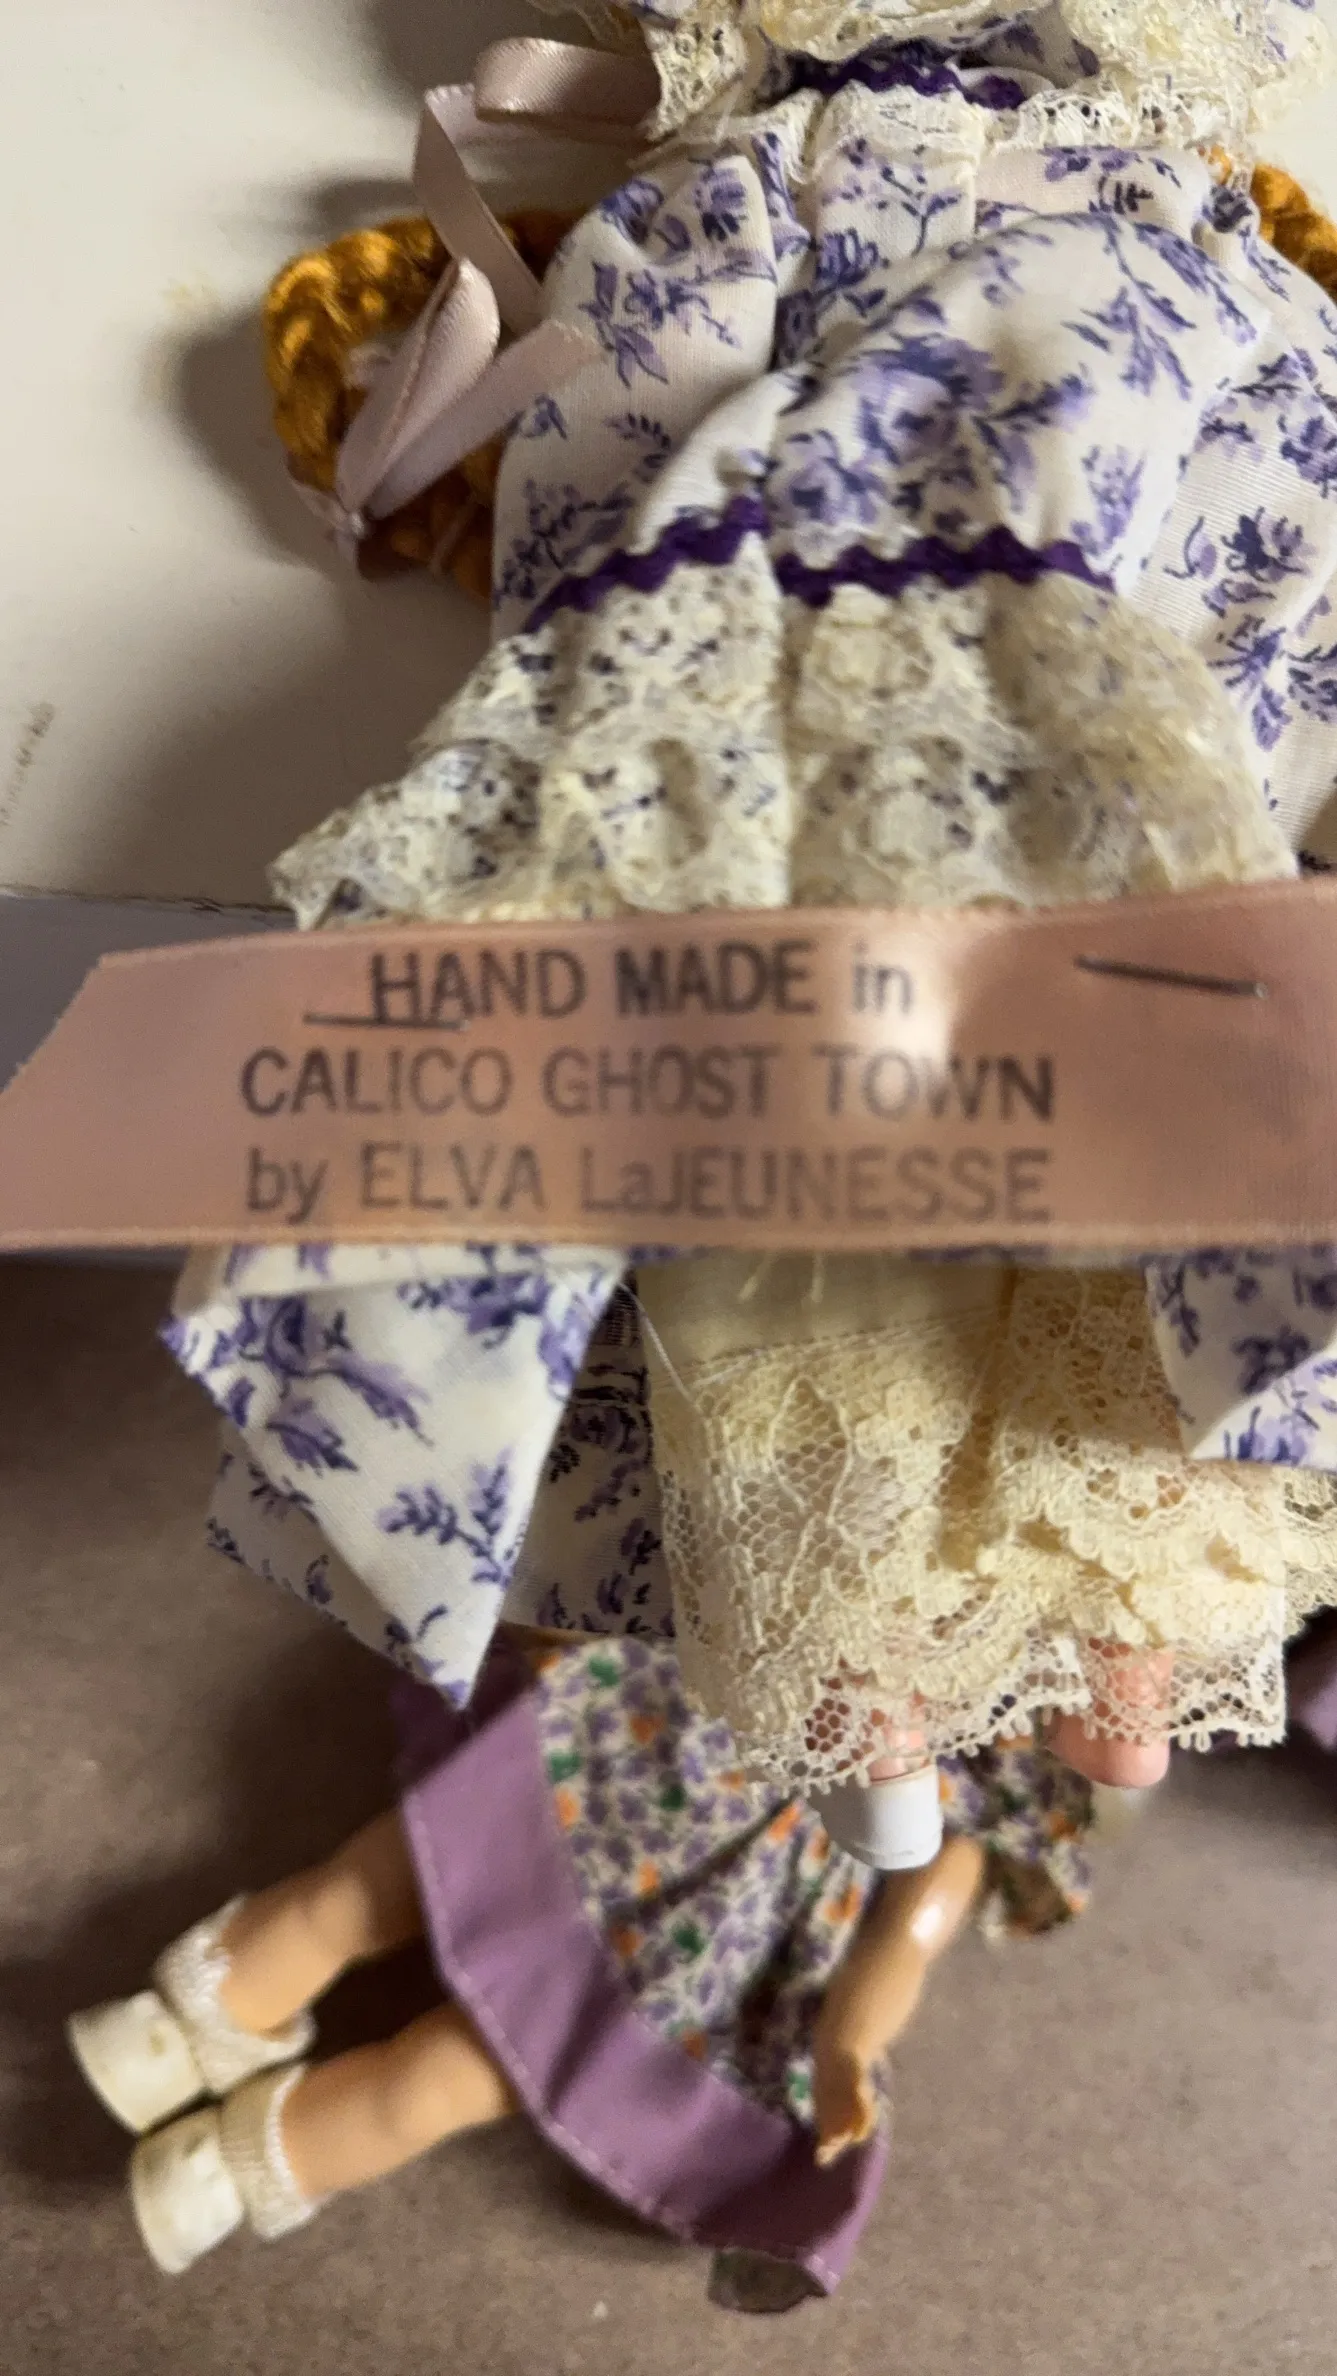 HAND MADE in
CALICO GHOST TOWN
by ELVA LaJEUNESSE